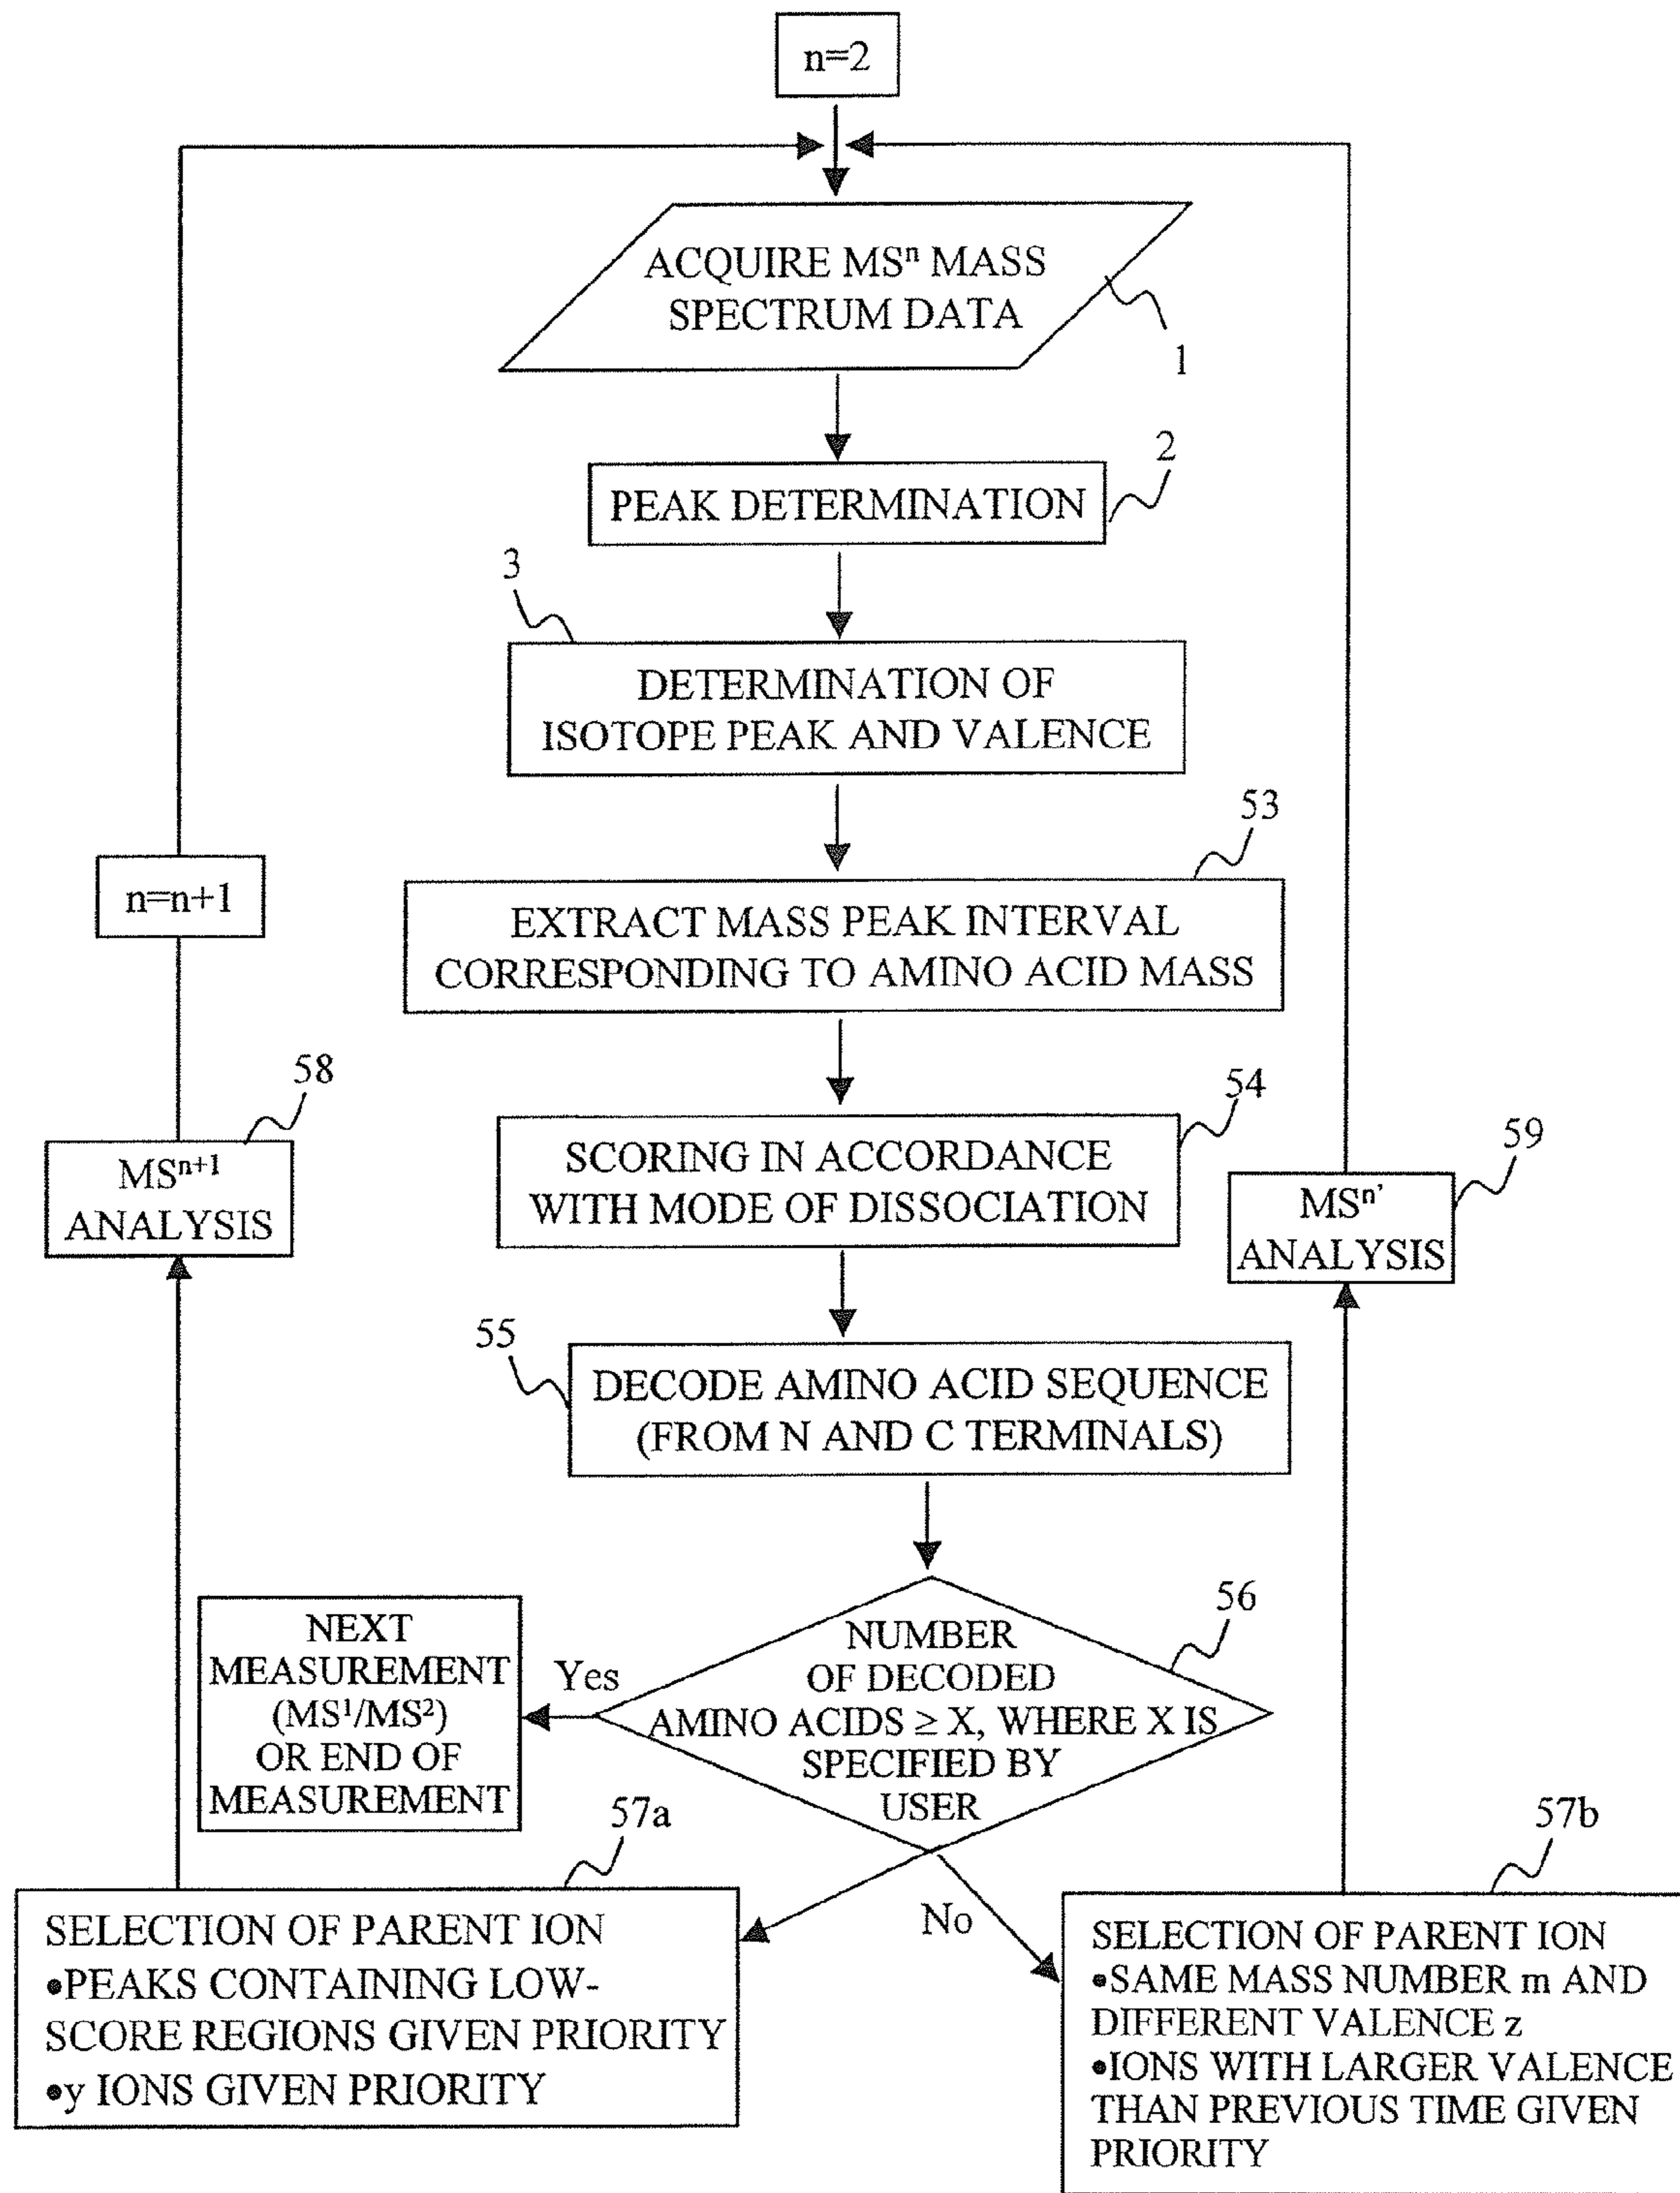 n=2
ACQUIRE MSⁿ MASS
SPECTRUM DATA
1
2
PEAK DETERMINATION
3
DETERMINATION OF
ISOTOPE PEAK AND VALENCE
53
EXTRACT MASS PEAK INTERVAL
CORRESPONDING TO AMINO ACID MASS
n=n+1
54
SCORING IN ACCORDANCE
WITH MODE OF DISSOCIATION
58
MSⁿ⁺¹
ANALYSIS
59
MSⁿ’
ANALYSIS
55
DECODE AMINO ACID SEQUENCE
(FROM N AND C TERMINALS)
56
NUMBER
OF DECODED
AMINO ACIDS ≥ X, WHERE X IS
SPECIFIED BY
USER
Yes
NEXT
MEASUREMENT
(MS¹/MS²)
OR END OF
MEASUREMENT
No
57a
SELECTION OF PARENT ION
•PEAKS CONTAINING LOW-
SCORE REGIONS GIVEN PRIORITY
•y IONS GIVEN PRIORITY
57b
SELECTION OF PARENT ION
•SAME MASS NUMBER m AND
DIFFERENT VALENCE z
•IONS WITH LARGER VALENCE
THAN PREVIOUS TIME GIVEN
PRIORITY